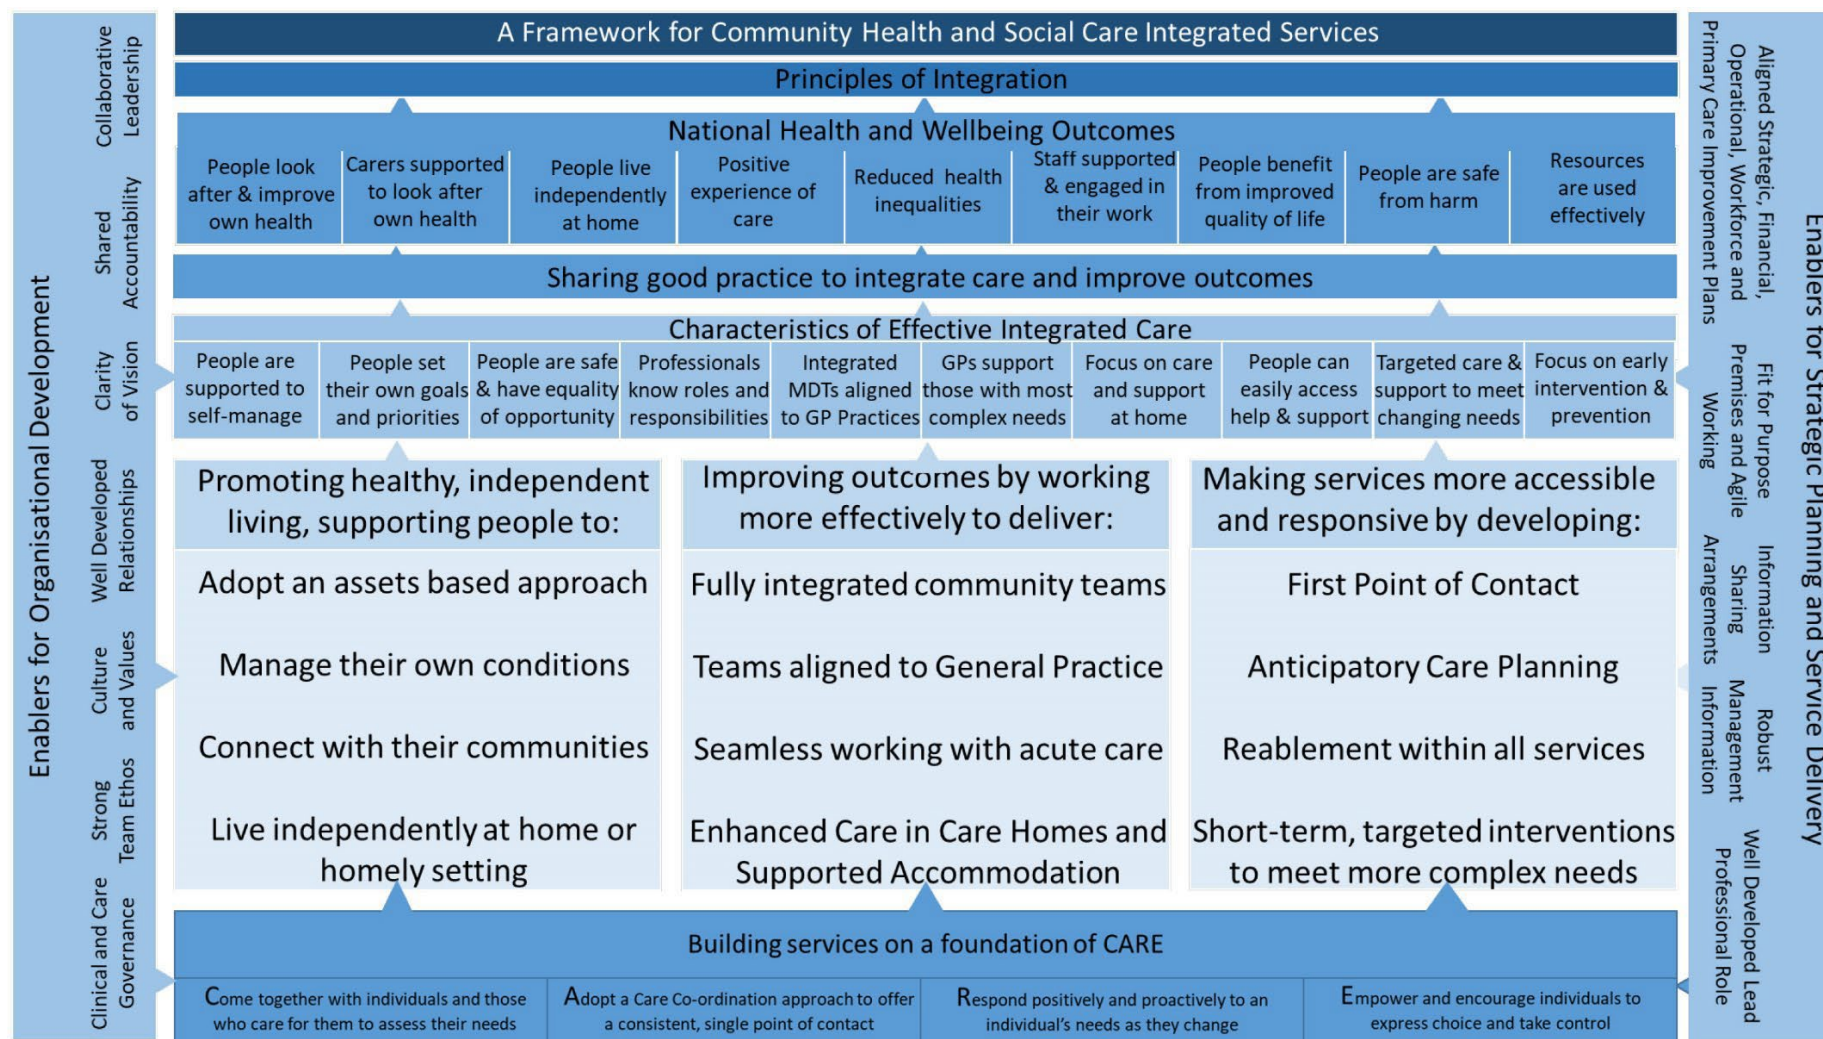 A Framework for Community Health and Social Care Integrated Services
Principles of Integration
National Health and Wellbeing Outcomes
People look
after & improve
own health
Carers supported
to look after
own health
People live
independently
at home
Positive
experience of
care
Reduced health
inequalities
Staff supported
& engaged in
their work
People benefit
from improved
quality of life
People are safe
from harm
Resources
are used
effectively
Sharing good practice to integrate care and improve outcomes
Characteristics of Effective Integrated Care
People are
supported to
self-manage
People set
their own goals
and priorities
People are safe
& have equality
of opportunity
Professionals
know roles and
responsibilities
Integrated
MDTs aligned
to GP Practices
GPs support
those with most
complex needs
Focus on care
and support
at home
People can
easily access
help & support
Targeted care &
support to meet
changing needs
Focus on early
intervention &
prevention
Promoting healthy, independent
living, supporting people to:
Adopt an assets based approach
Manage their own conditions
Connect with their communities
Live independently at home or
homely setting
Improving outcomes by working
more effectively to deliver:
Fully integrated community teams
Teams aligned to General Practice
Seamless working with acute care
Enhanced Care in Care Homes and
Supported Accommodation
Making services more accessible
and responsive by developing:
First Point of Contact
Anticipatory Care Planning
Reablement within all services
Short-term, targeted interventions
to meet more complex needs
Building services on a foundation of CARE
Come together with individuals and those
who care for them to assess their needs
Adopt a Care Co-ordination approach to offer
a consistent, single point of contact
Respond positively and proactively to an
individual's needs as they change
Empower and encourage individuals to
express choice and take control
Enablers for Organisational Development
Collaborative
Leadership
Shared
Accountability
Clarity
of Vision
Well Developed
Relationships
Culture
and Values
Strong
Team Ethos
Clinical and Care
Governance
Enablers for Strategic Planning and Service Delivery
Aligned Strategic, Financial,
Operational, Workforce and
Primary Care Improvement Plans
Fit for Purpose
Premises and Agile
Working
Information
Sharing
Arrangements
Robust
Management
Information
Well Developed Lead
Professional Role